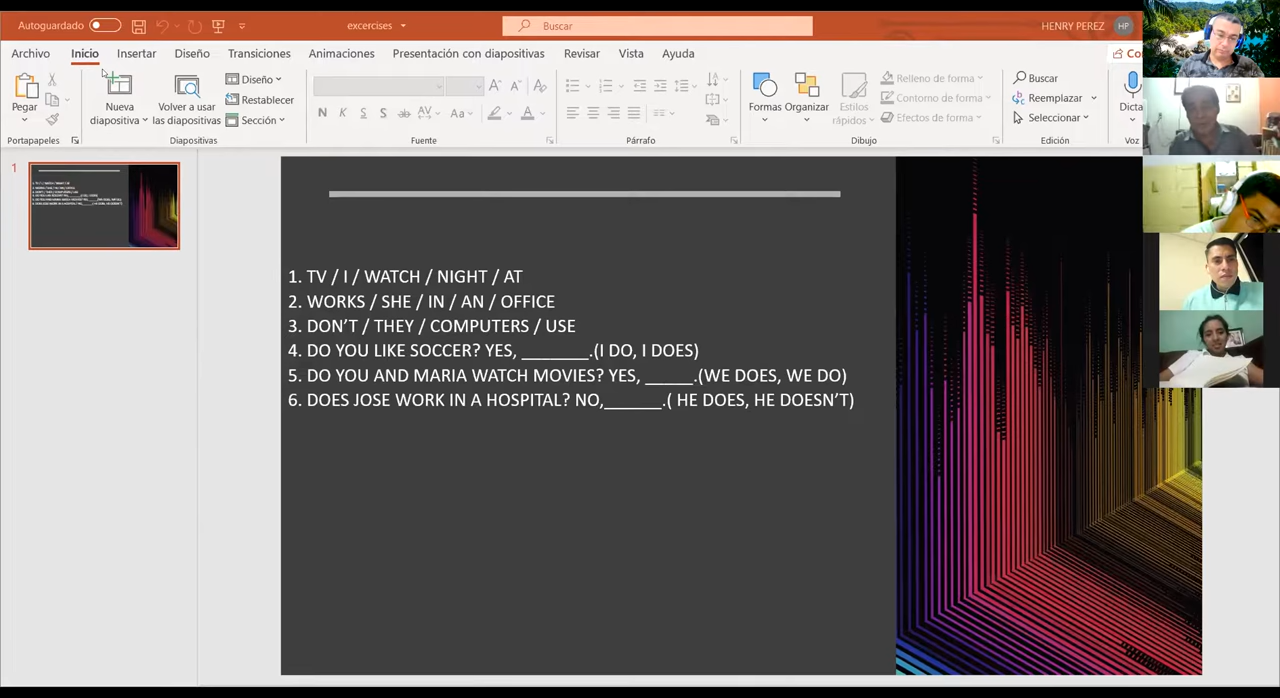 Autoguardado
excercises
Buscar
HENRY PEREZ HP
Archivo Inicio Insertar Diseño Transiciones Animaciones Presentación con diapositivas Revisar Vista Ayuda
Pegar
Nueva diapositiva
Volver a usar las diapositivas
Diseño
Restablecer
Sección
N K S S ab AV Aa A
Formas
Organizar
Estilos rápidos
Relleno de forma
Contorno de forma
Efectos de forma
Buscar
Reemplazar
Seleccionar
Dicta
Portapapeles Diapositivas Fuente Párrafo Dibujo Edición Voz
1
1. TV / I / WATCH / NIGHT / AT
2. WORKS / SHE / IN / AN / OFFICE
3. DON'T / THEY / COMPUTERS / USE
4. DO YOU LIKE SOCCER? YES, _______.(I DO, I DOES)
5. DO YOU AND MARIA WATCH MOVIES? YES, _____.(WE DOES, WE DO)
6. DOES JOSE WORK IN A HOSPITAL? NO,______.( HE DOES, HE DOESN'T)